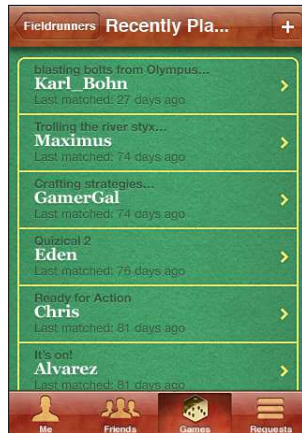 Fieldrunners
Recently Pla...
+
blasting bolts from Olympus...
Karl_Bohn
Last matched: 27 days ago
Trolling the river styx...
Maximus
Last matched: 74 days ago
Crafting strategies...
GamerGal
Last matched: 74 days ago
Quizical 2
Eden
Last matched: 76 days ago
Ready for Action
Chris
Last matched: 81 days ago
It's on!
Alvarez
Last matched: 81 days ago
Me
Friends
Games
Requests